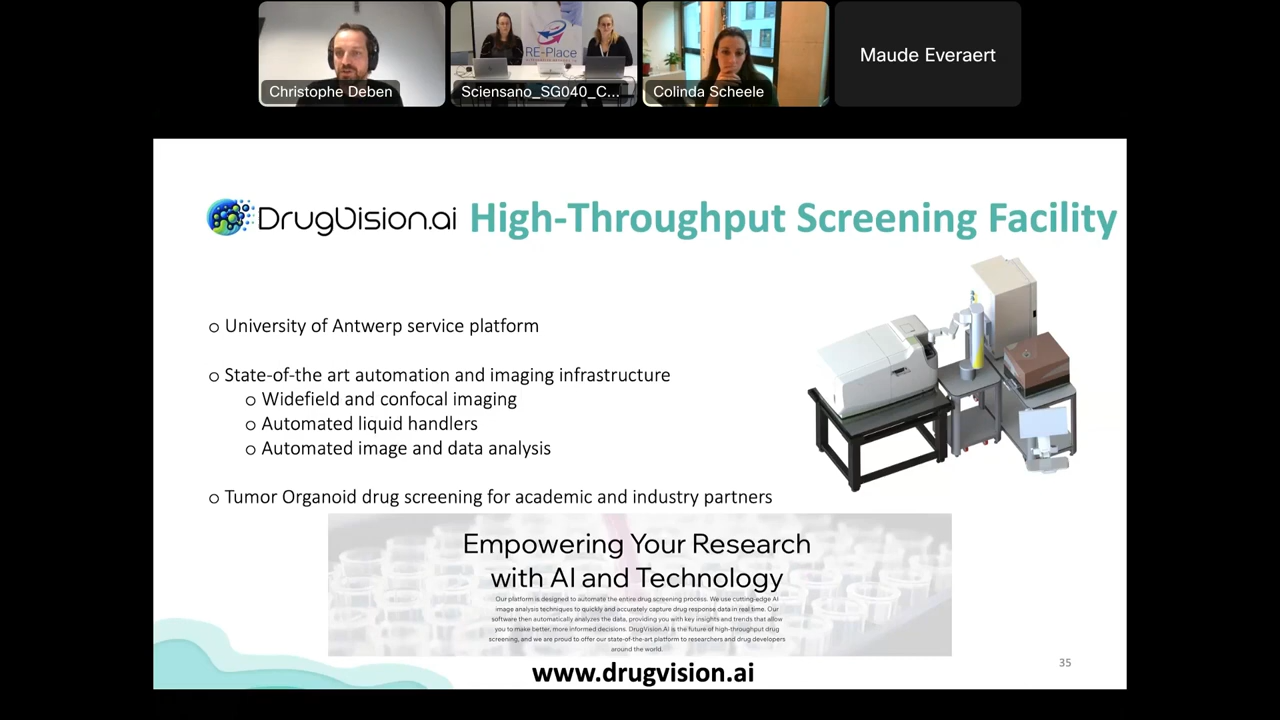 Christophe Deben
RE-Place
Sciensano_SG040_C...
Colinda Scheele
Maude Everaert
DrugVision.ai High-Throughput Screening Facility
o University of Antwerp service platform
o State-of-the art automation and imaging infrastructure
o Widefield and confocal imaging
o Automated liquid handlers
o Automated image and data analysis
o Tumor Organoid drug screening for academic and industry partners
Empowering Your Research
with AI and Technology
Our platform is designed to automate the entire drug screening process. We use cutting-edge AI
image analysis techniques to quickly and accurately capture drug response data in real time. Our
software then automatically analyzes the data, providing you with key insights and trends that allow
you to make better, more informed decisions. DrugVision.AI is the future of high-throughput drug
screening, and we are proud to offer our state-of-the-art platform to researchers and drug developers
around the world.
www.drugvision.ai
35